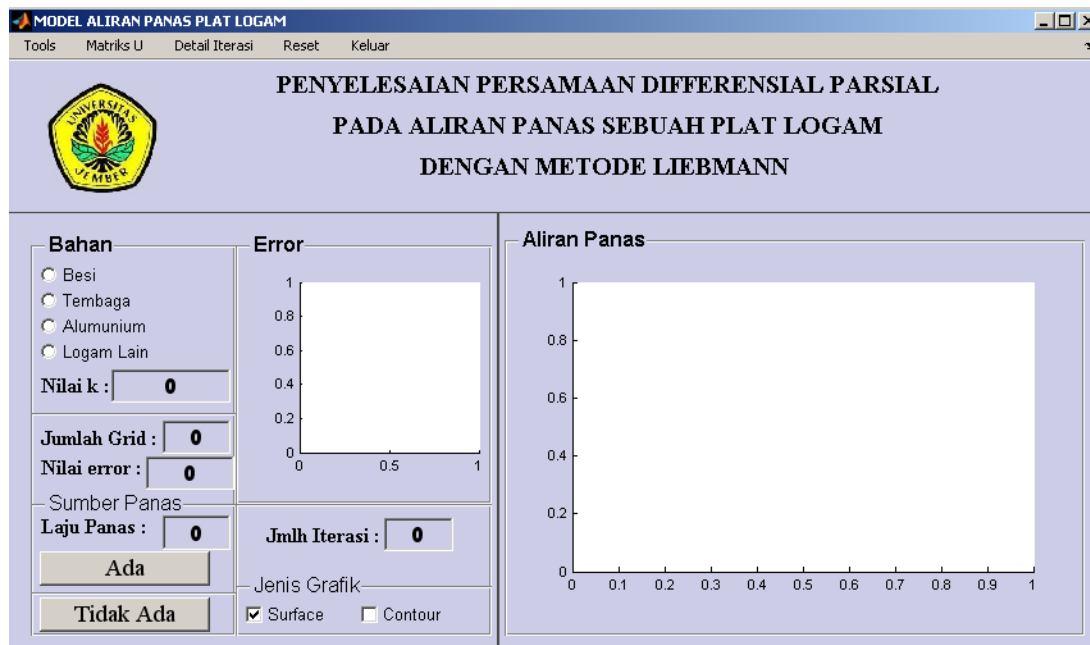 MODEL ALIRAN PANAS PLAT LOGAM
Tools Matriks U Detail Iterasi Reset Keluar
UNIVERSITAS
JEMBER
PENYELESAIAN PERSAMAAN DIFFERENSIAL PARSIAL
PADA ALIRAN PANAS SEBUAH PLAT LOGAM
DENGAN METODE LIEBMANN
Bahan
Besi
Tembaga
Alumunium
Logam Lain
Nilai k : 0
Jumlah Grid : 0
Nilai error : 0
Sumber Panas
Laju Panas : 0
Ada
Tidak Ada
Error
1
0.8
0.6
0.4
0.2
0
0 0.5 1
Jmlh Iterasi : 0
Jenis Grafik
Surface Contour
Aliran Panas
1
0.8
0.6
0.4
0.2
0
0 0.1 0.2 0.3 0.4 0.5 0.6 0.7 0.8 0.9 1